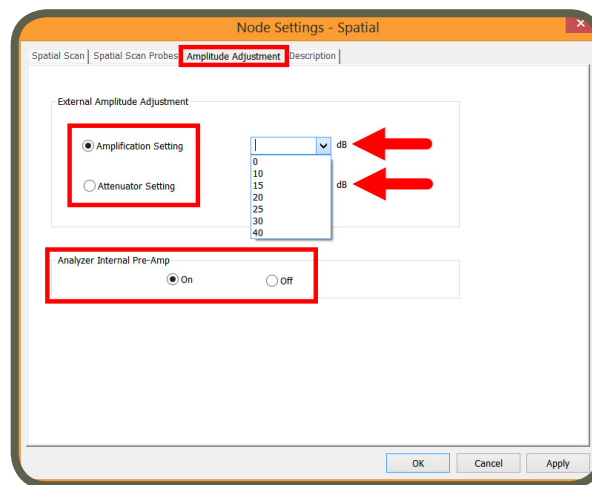 Node Settings - Spatial
Spatial Scan Spatial Scan Probes Amplitude Adjustment Description
External Amplitude Adjustment
Amplification Setting dB
0
10
Attenuator Setting 15 dB
20
25
30
40
Analyzer Internal Pre-Amp
On Off
OK Cancel Apply